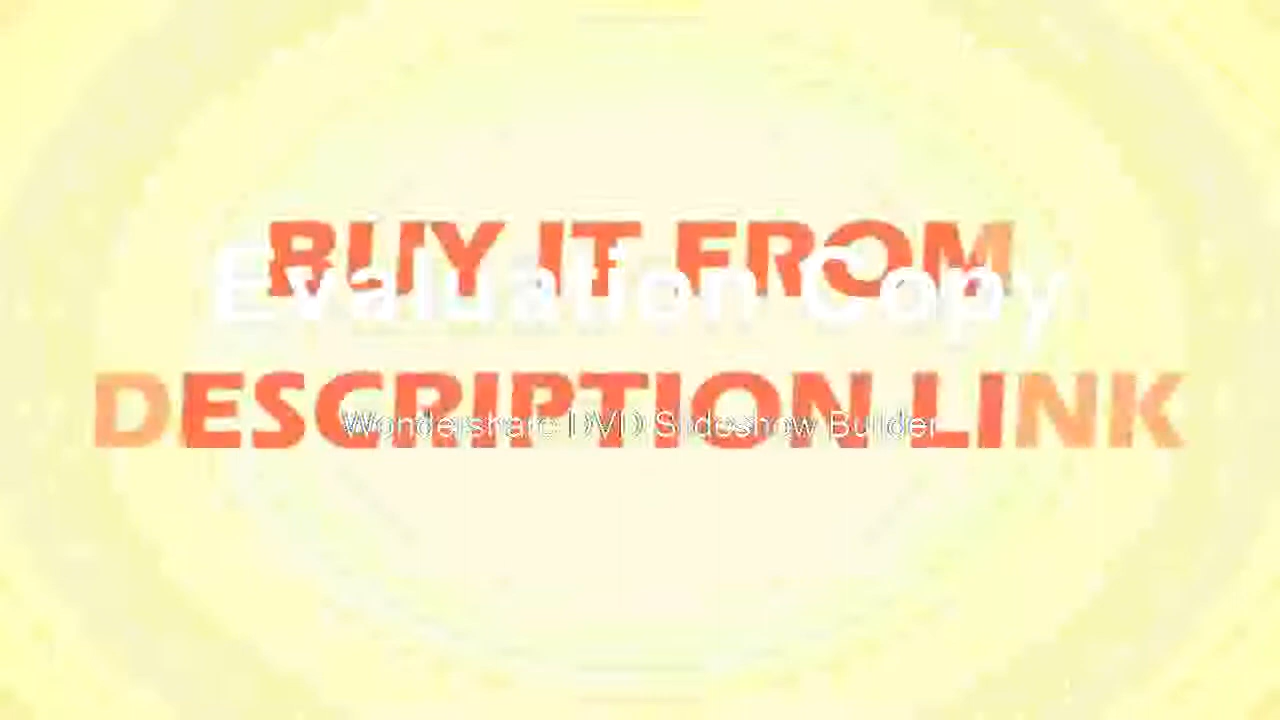 BUY IT FROM
Evaluation Copy
DESCRIPTION LINK
Wondershare DVD Slideshow Builder